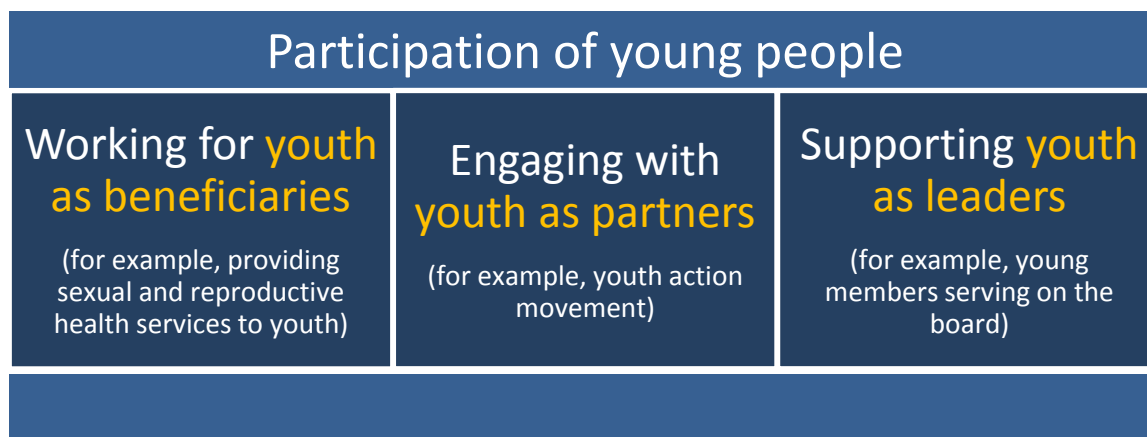 Participation of young people
Working for youth
as beneficiaries
(for example, providing
sexual and reproductive
health services to youth)
Engaging with
youth as partners
(for example, youth action
movement)
Supporting youth
as leaders
(for example, young
members serving on the
board)